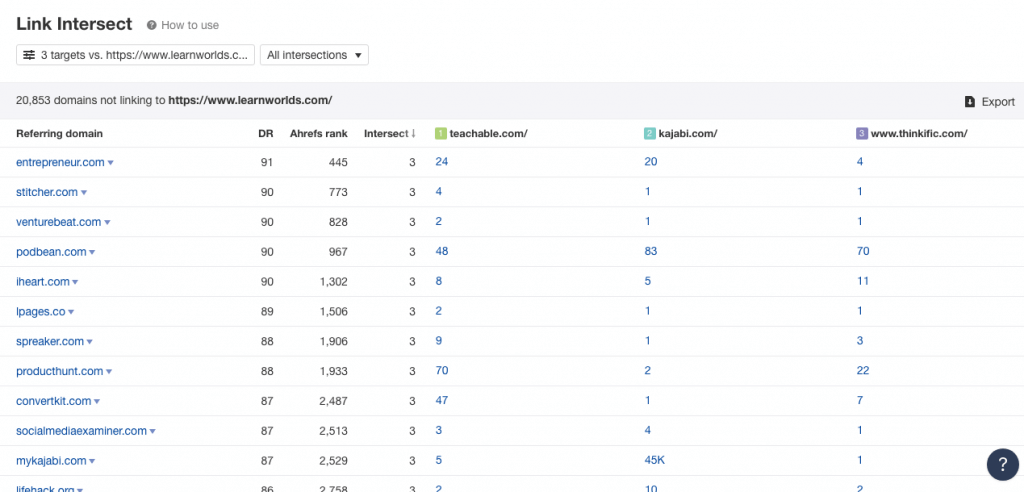 Link Intersect ? How to use
3 targets vs. https://www.learnworlds.c... All intersections
20,853 domains not linking to https://www.learnworlds.com/ Export
Referring domain DR Ahrefs rank Intersect ↓ 1 teachable.com/ 2 kajabi.com/ 3 www.thinkific.com/
entrepreneur.com 91 445 3 24 20 4
stitcher.com 90 773 3 4 1 1
venturebeat.com 90 828 3 2 1 1
podbean.com 90 967 3 48 83 70
iheart.com 90 1,302 3 8 5 11
lpages.co 89 1,506 3 2 1 1
spreaker.com 88 1,906 3 9 1 3
producthunt.com 88 1,933 3 70 2 22
convertkit.com 87 2,487 3 47 1 7
socialmediaexaminer.com 87 2,513 3 3 4 1
mykajabi.com 87 2,529 3 5 45K 1
lifehack.org 86 2,758 3 2 10 2
?